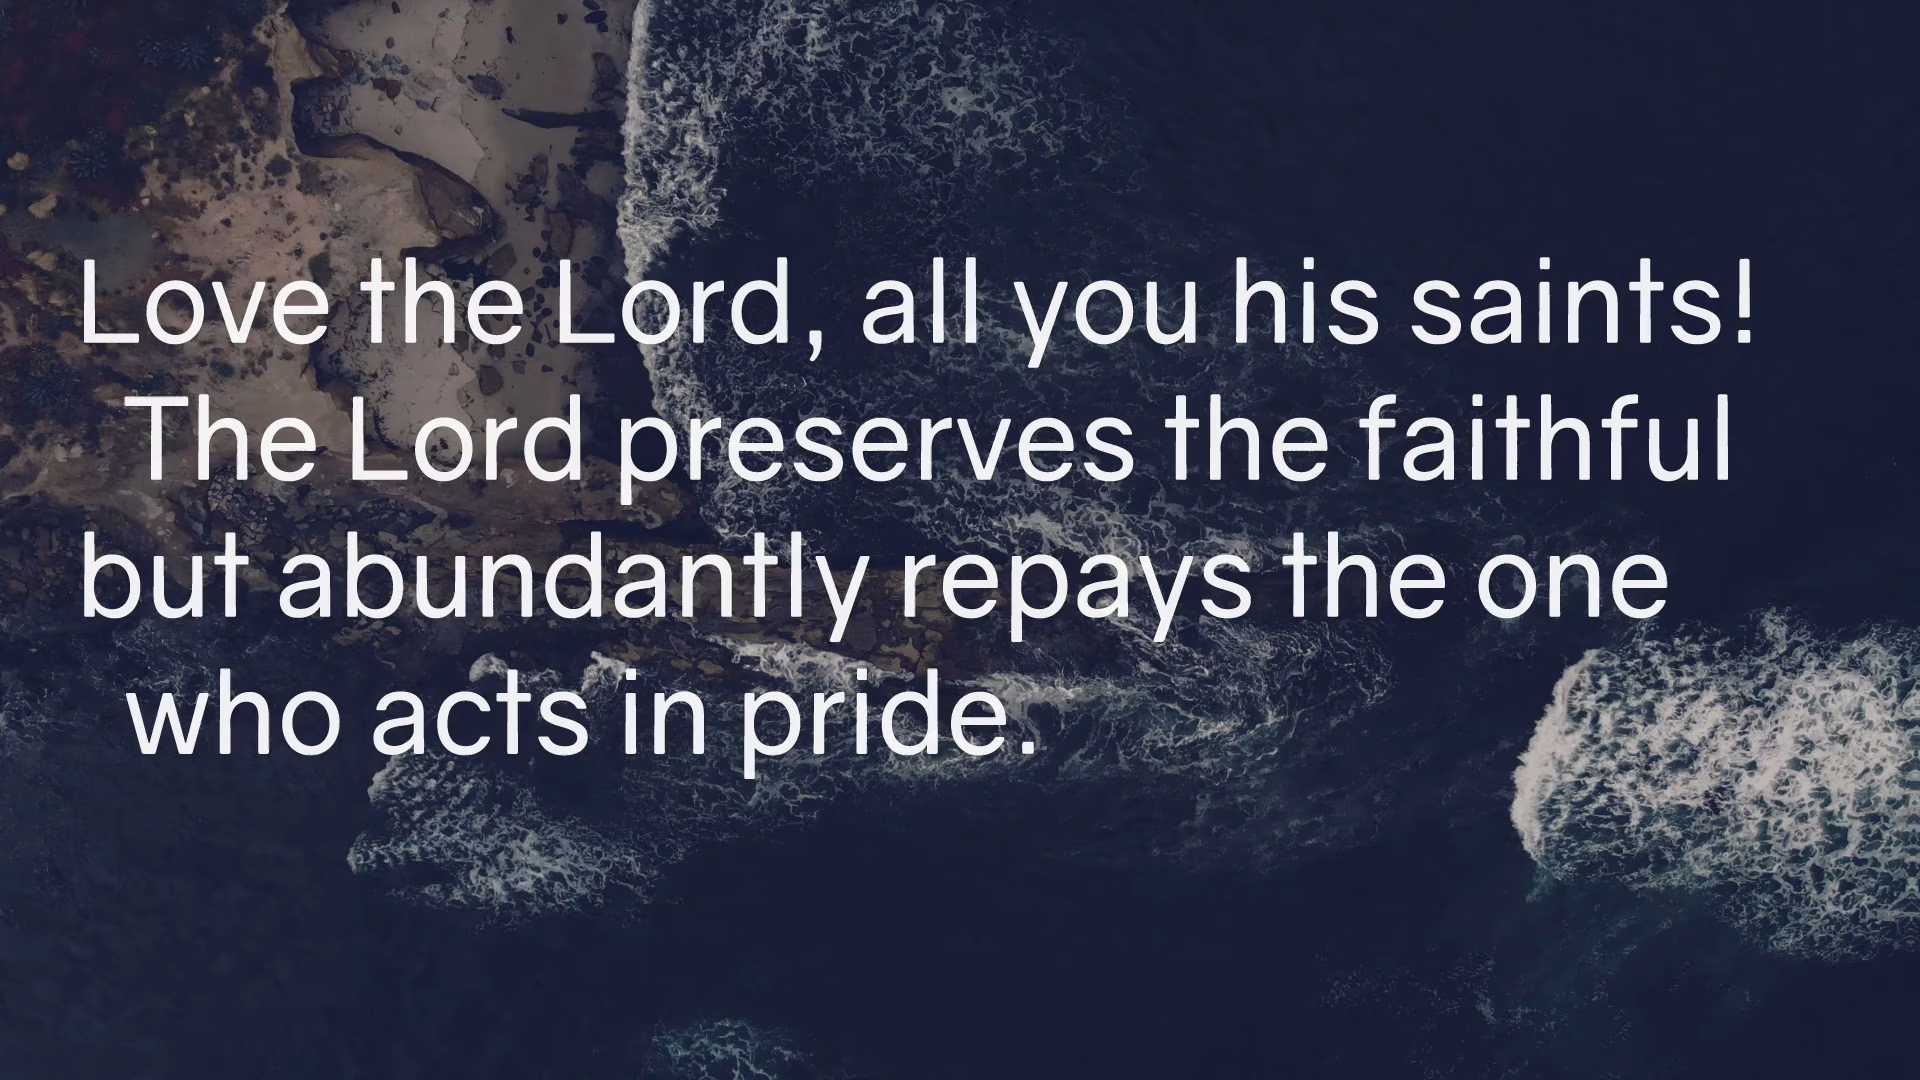 Love the Lord, all you his saints!
The Lord preserves the faithful
but abundantly repays the one
who acts in pride.